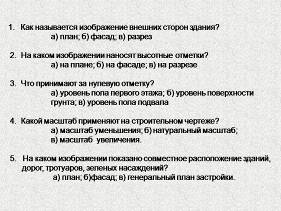 1. Как называется изображение внешних сторон здания?
а) план; б) фасад; в) разрез
2. На каком изображении наносят высотные отметки?
а) на плане; б) на фасаде; в) на разрезе
3. Что принимают за нулевую отметку?
а) уровень пола первого этажа; б) уровень поверхности
грунта; в) уровень пола подвала
4. Какой масштаб применяют на строительном чертеже?
а) масштаб уменьшения; б) натуральный масштаб;
в) масштаб увеличения.
5. На каком изображении показано совместное расположение зданий,
дорог, тротуаров, зеленых насаждений?
а) план; б)фасад; в) генеральный план застройки.